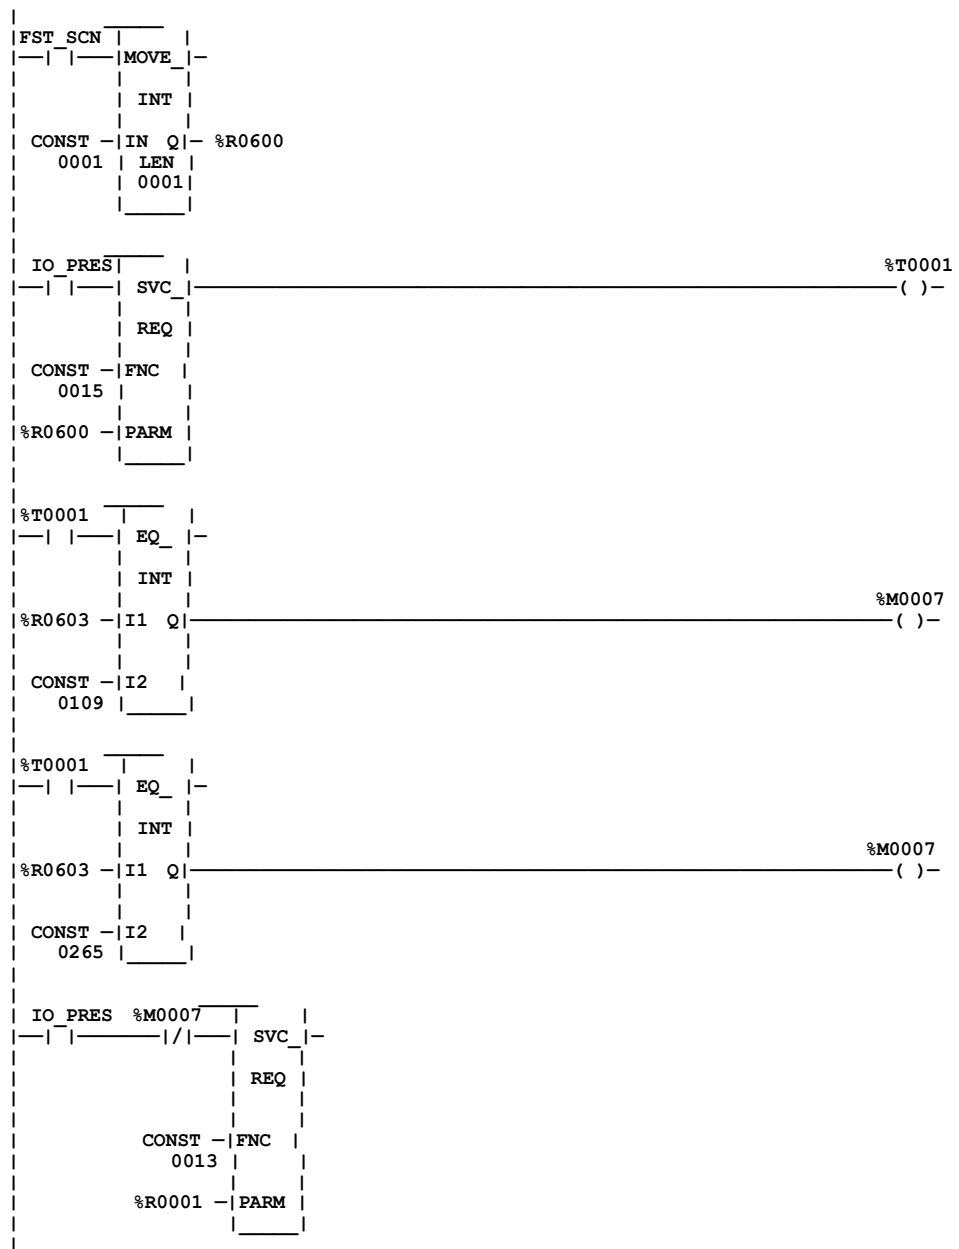 FST_SCN
MOVE_
INT
CONST IN Q %R0600
0001 LEN
0001
IO_PRES %T0001
SVC_ ( )
REQ
CONST FNC
0015
%R0600 PARM
%T0001
EQ_
INT
%M0007
%R0603 I1 Q ( )
CONST I2
0109
%T0001
EQ_
INT
%M0007
%R0603 I1 Q ( )
CONST I2
0265
IO_PRES %M0007
|/| SVC_
REQ
CONST FNC
0013
%R0001 PARM